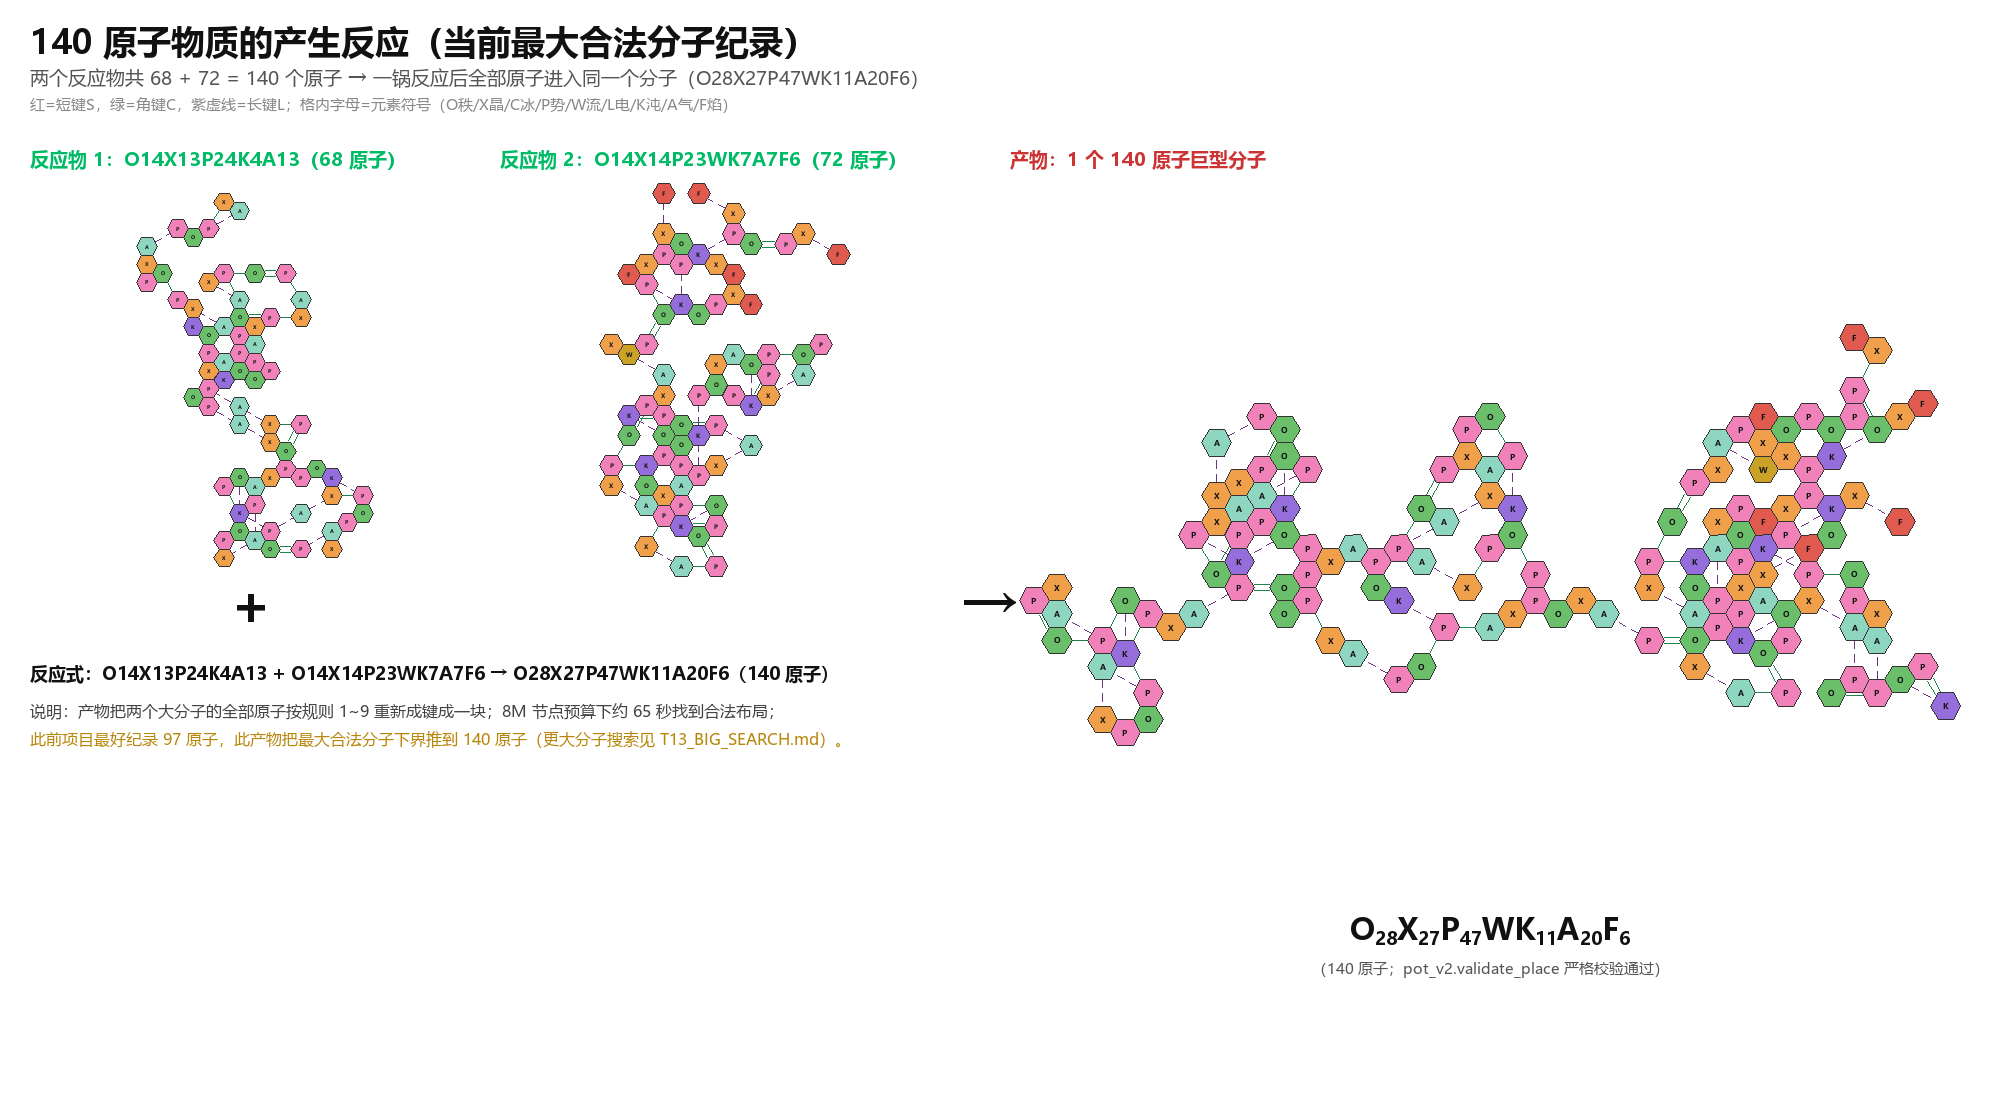 140 原子物质的产生反应（当前最大合法分子纪录）
两个反应物共 68 + 72 = 140 个原子 → 一锅反应后全部原子进入同一个分子（O28X27P47WK11A20F6）
红=短键S，绿=角键C，紫虚线=长键L；格内字母=元素符号（O秩/X晶/C冰/P势/W流/L电/K沌/A气/F焰）
反应物 1：O14X13P24K4A13（68 原子）
反应物 2：O14X14P23WK7A7F6（72 原子）
产物：1 个 140 原子巨型分子
+
→
反应式：O14X13P24K4A13 + O14X14P23WK7A7F6 → O28X27P47WK11A20F6（140 原子）
说明：产物把两个大分子的全部原子按规则 1~9 重新成键成一块；8M 节点预算下约 65 秒找到合法布局；
此前项目最好纪录 97 原子，此产物把最大合法分子下界推到 140 原子（更大分子搜索见 T13_BIG_SEARCH.md）。
O₂₈X₂₇P₄₇WK₁₁A₂₀F₆
（140 原子；pot_v2.validate_place 严格校验通过）